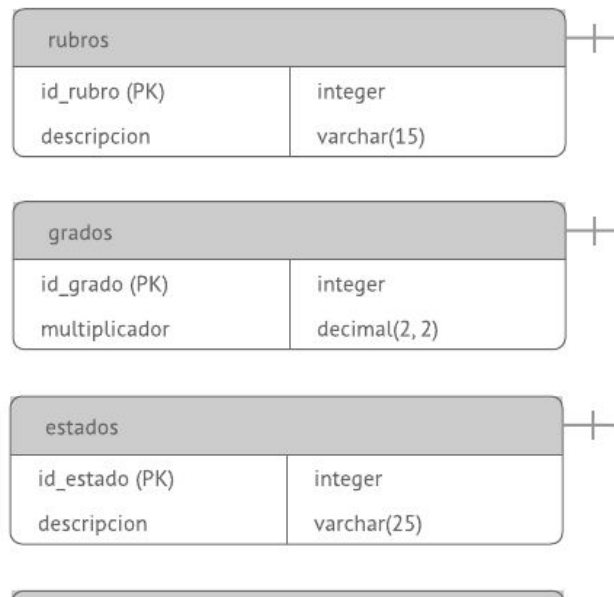 rubros
id_rubro (PK) integer
descripcion varchar(15)
grados
id_grado (PK) integer
multiplicador decimal(2, 2)
estados
id_estado (PK) integer
descripcion varchar(25)